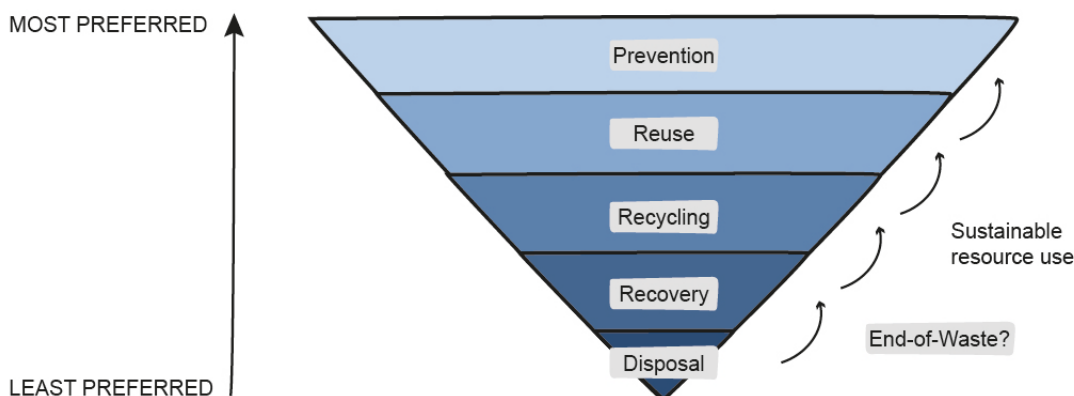 MOST PREFERRED
Prevention
Reuse
Recycling
Sustainable
resource use
Recovery
End-of-Waste?
Disposal
LEAST PREFERRED